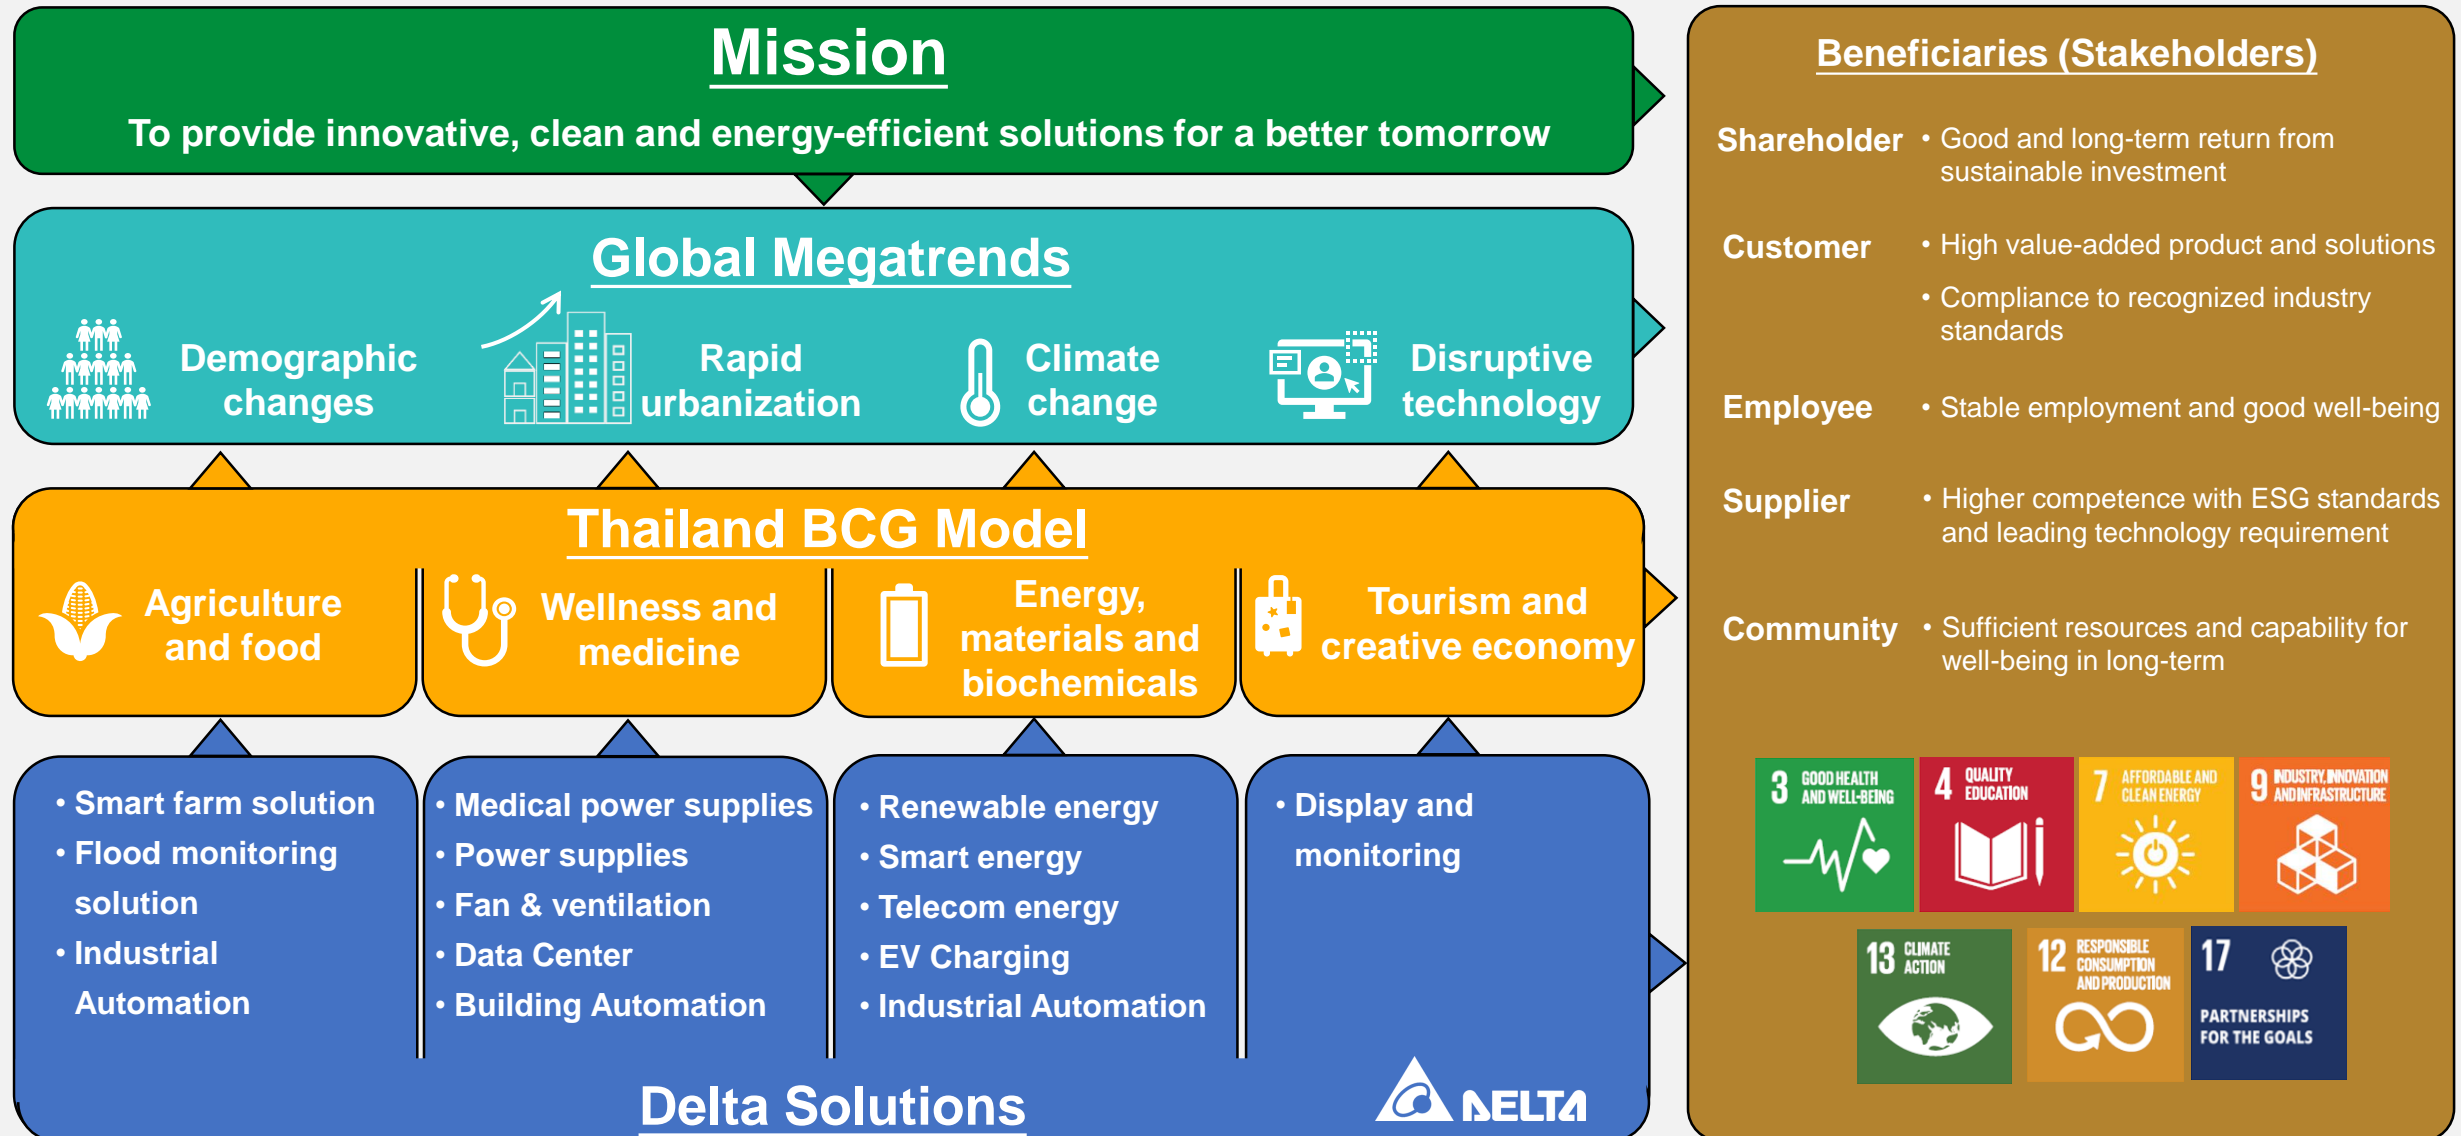 Mission
To provide innovative, clean and energy-efficient solutions for a better tomorrow
Global Megatrends
Demographic
changes
Rapid
urbanization
Climate
change
Disruptive
technology
Thailand BCG Model
Agriculture
and food
Wellness and
medicine
Energy,
materials and
biochemicals
Tourism and
creative economy
• Smart farm solution
• Flood monitoring
solution
• Industrial
Automation
• Medical power supplies
• Power supplies
• Fan & ventilation
• Data Center
• Building Automation
• Renewable energy
• Smart energy
• Telecom energy
• EV Charging
• Industrial Automation
• Display and
monitoring
Delta Solutions
DELTA
Beneficiaries (Stakeholders)
Shareholder • Good and long-term return from
sustainable investment
Customer • High value-added product and solutions
• Compliance to recognized industry
standards
Employee • Stable employment and good well-being
Supplier • Higher competence with ESG standards
and leading technology requirement
Community • Sufficient resources and capability for
well-being in long-term
3 GOOD HEALTH
AND WELL-BEING
4 QUALITY
EDUCATION
7 AFFORDABLE AND
CLEAN ENERGY
9 INDUSTRY, INNOVATION
AND INFRASTRUCTURE
13 CLIMATE
ACTION
12 RESPONSIBLE
CONSUMPTION
AND PRODUCTION
17
PARTNERSHIPS
FOR THE GOALS